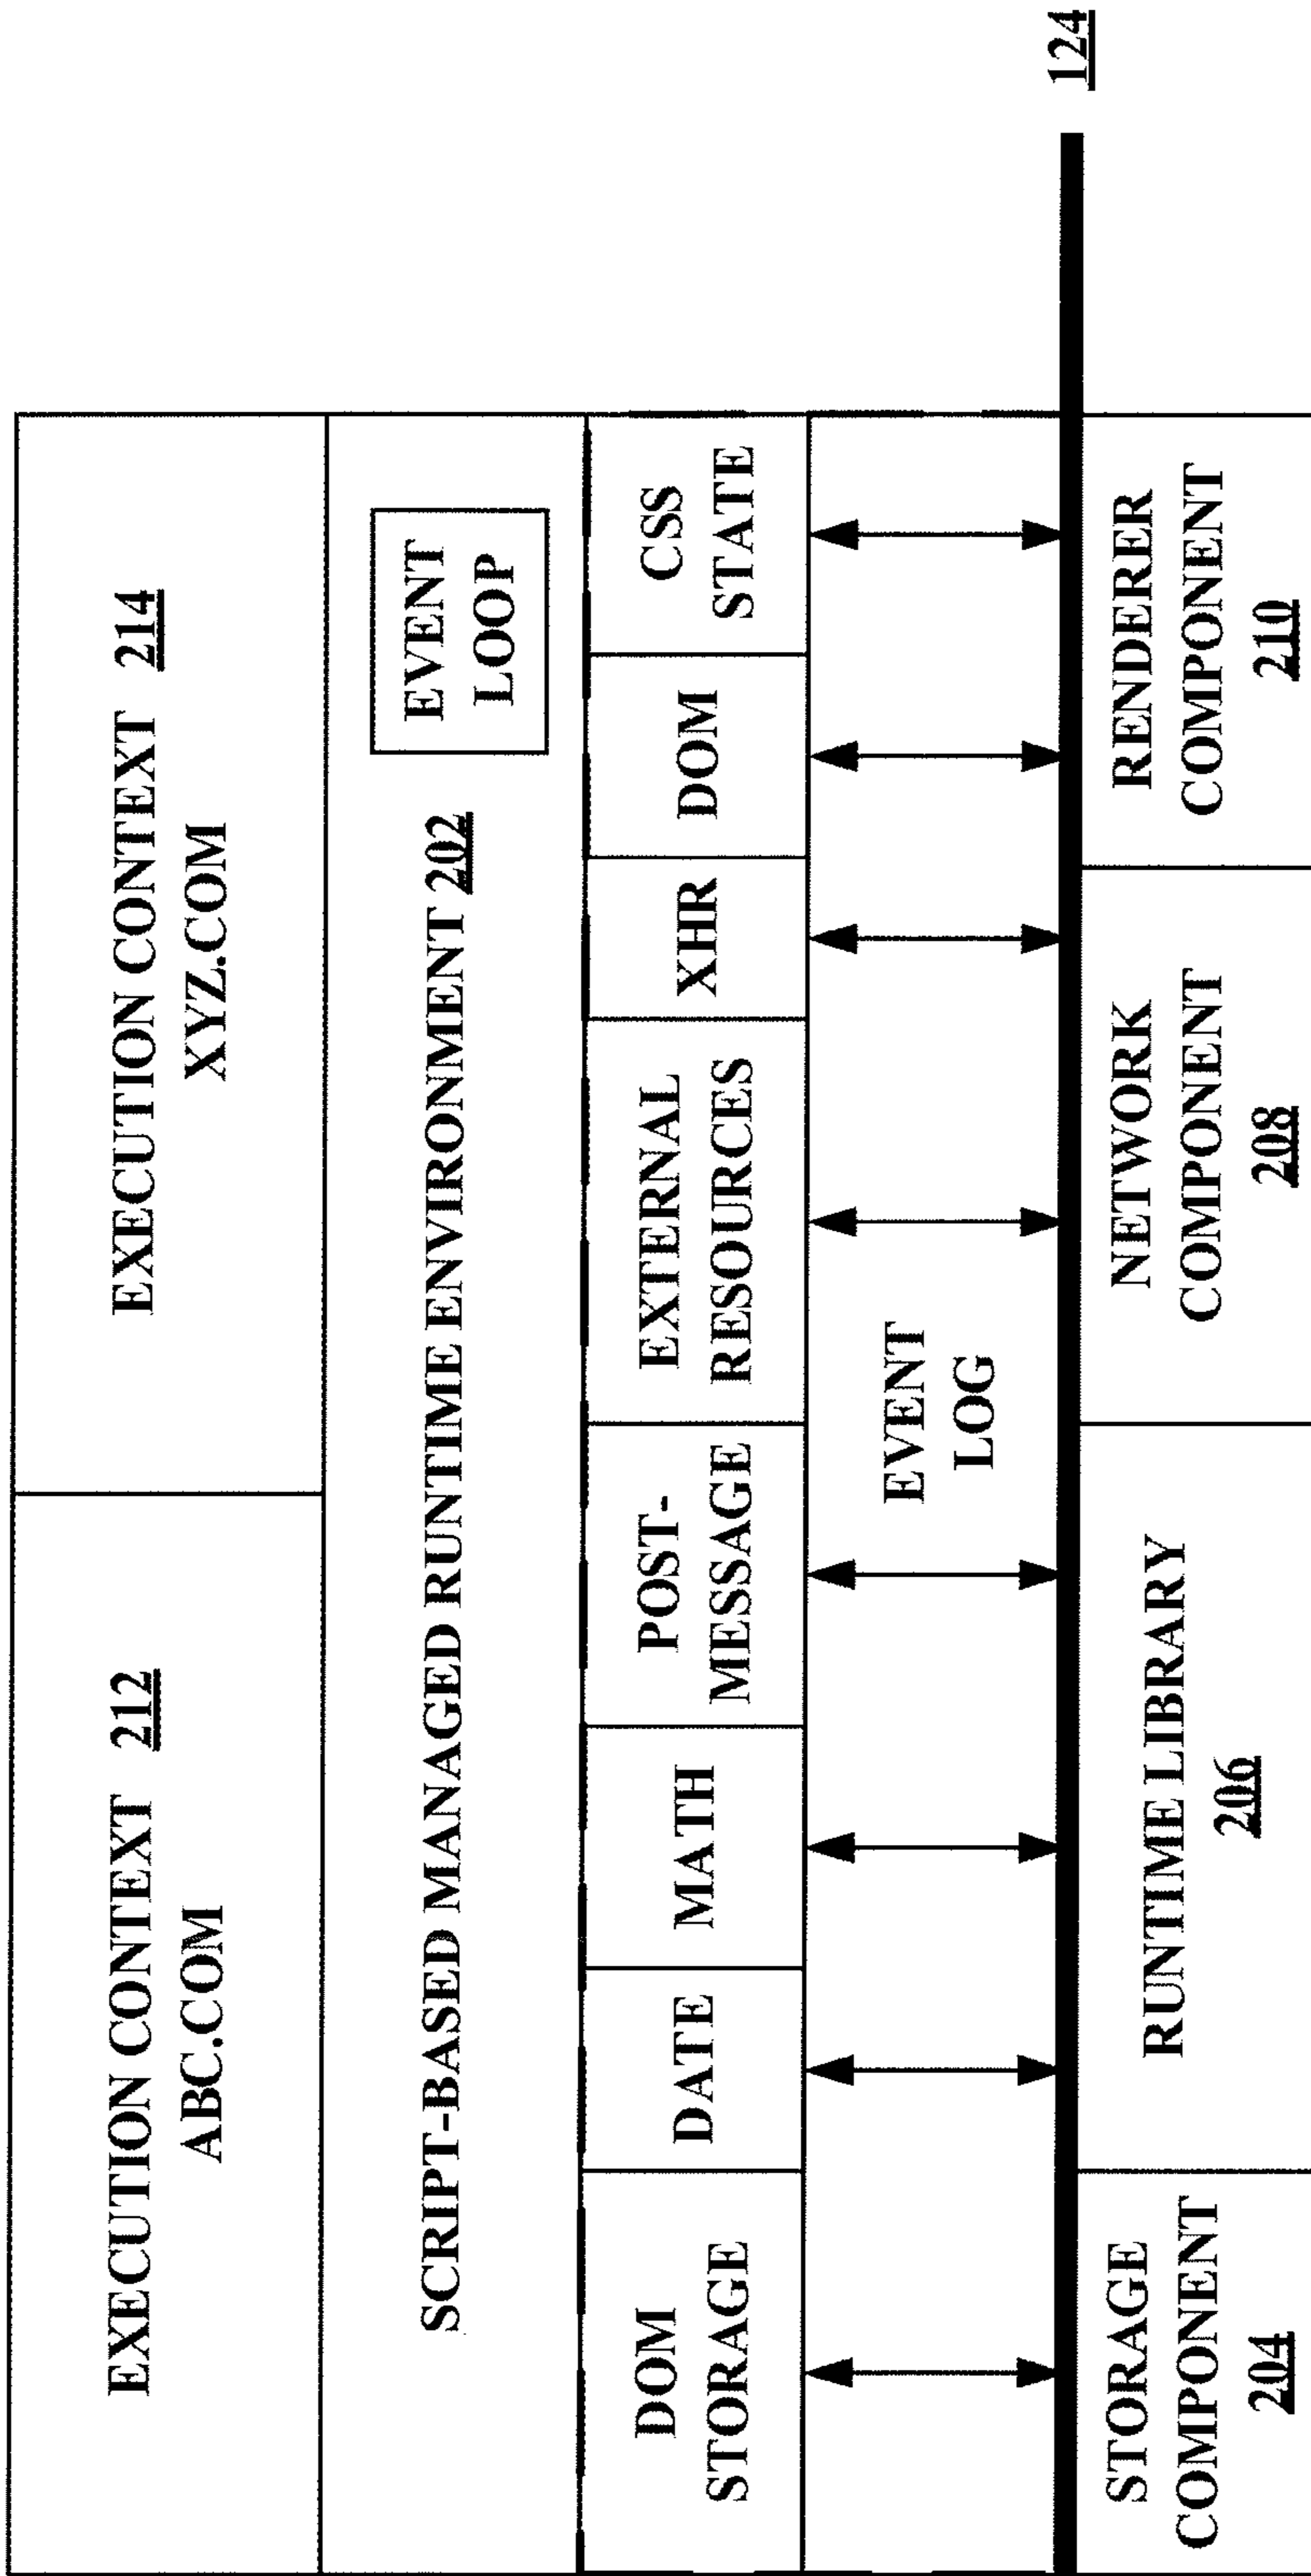 EXECUTION CONTEXT 212
ABC.COM
EXECUTION CONTEXT 214
XYZ.COM
SCRIPT-BASED MANAGED RUNTIME ENVIRONMENT 202
EVENT
LOOP
DOM
STORAGE
DATE
MATH
POST-
MESSAGE
EXTERNAL
RESOURCES
XHR
DOM
CSS
STATE
EVENT
LOG
124
STORAGE
COMPONENT
204
RUNTIME LIBRARY
206
NETWORK
COMPONENT
208
RENDERER
COMPONENT
210